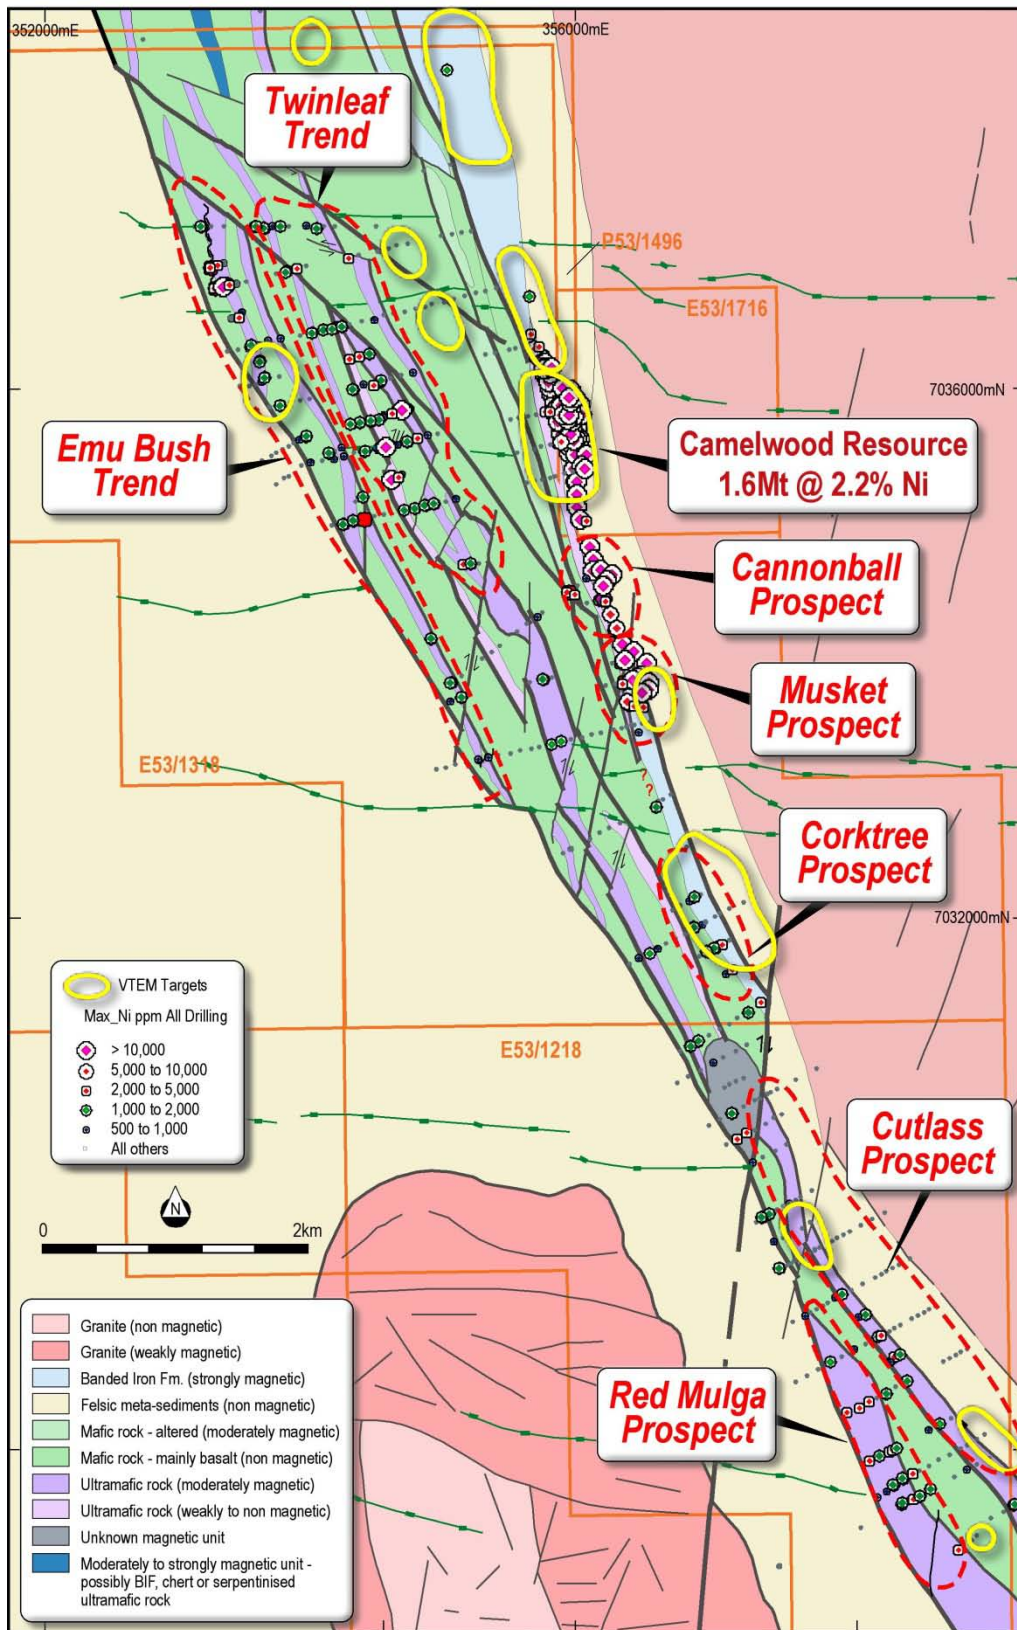 352000mE
356000mE
Twinleaf
Trend
P53/1496
E53/1716
7036000mN
Emu Bush
Trend
Camelwood Resource
1.6Mt @ 2.2% Ni
Cannonball
Prospect
Musket
Prospect
E53/1318
? ?
Corktree
Prospect
7032000mN
VTEM Targets
Max_Ni ppm All Drilling
> 10,000
5,000 to 10,000
2,000 to 5,000
1,000 to 2,000
500 to 1,000
All others
E53/1218
Cutlass
Prospect
N
0 2km
Granite (non magnetic)
Granite (weakly magnetic)
Banded Iron Fm. (strongly magnetic)
Felsic meta-sediments (non magnetic)
Mafic rock - altered (moderately magnetic)
Mafic rock - mainly basalt (non magnetic)
Ultramafic rock (moderately magnetic)
Ultramafic rock (weakly to non magnetic)
Unknown magnetic unit
Moderately to strongly magnetic unit -
possibly BIF, chert or serpentinised
ultramafic rock
Red Mulga
Prospect